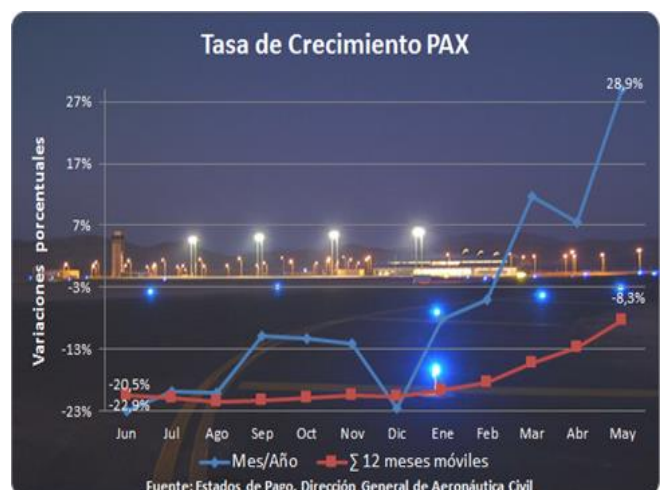 Tasa de Crecimiento PAX
Variaciones porcentuales
27%
17%
7%
-3%
-13%
-23%
28,9%
-8,3%
-20,5%
-22,9%
Jun Jul Ago Sep Oct Nov Dic Ene Feb Mar Abr May
Mes/Año ∑ 12 meses móviles
Fuente: Estados de Pago, Dirección General de Aeronáutica Civil